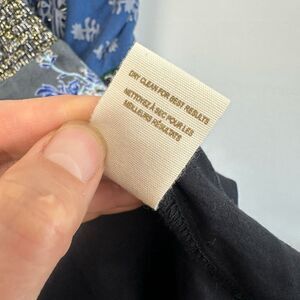 DRY CLEAN FOR BEST RESULTS
NETTOYEZ À SEC POUR LES
MEILLEURS RÉSULTATS